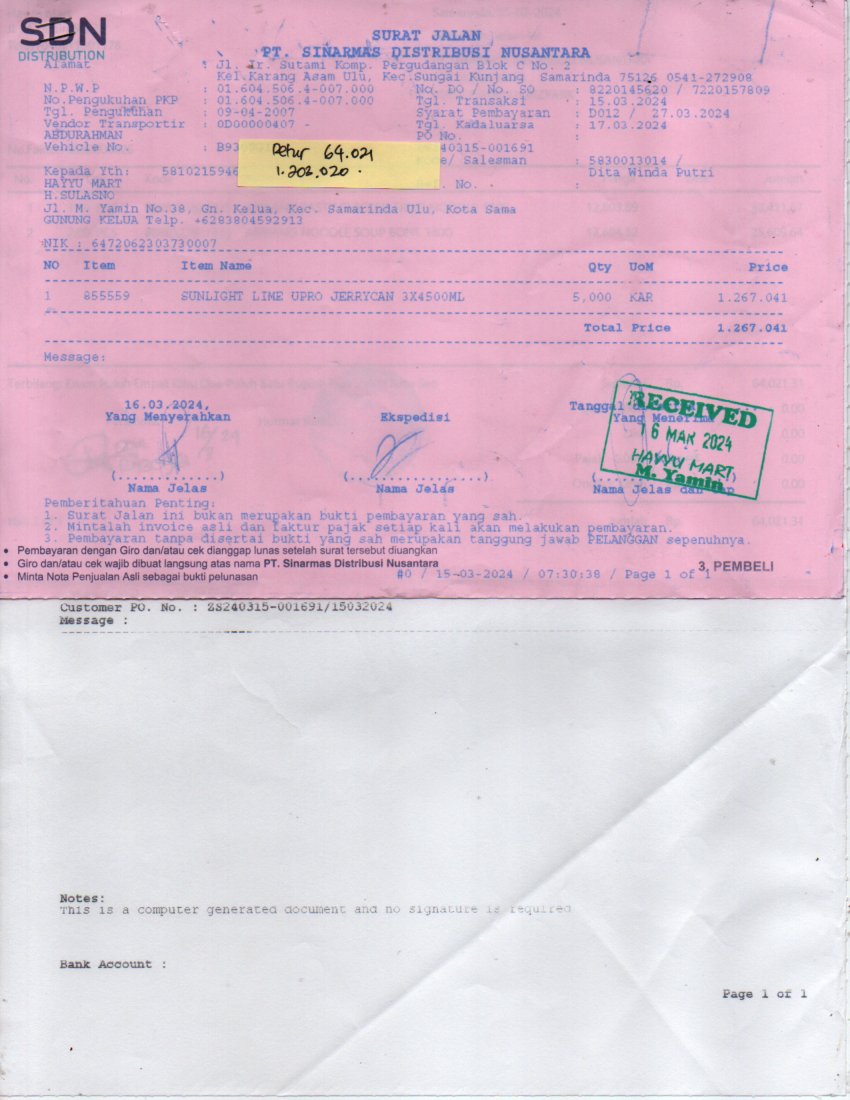 SDN
DISTRIBUTION
SURAT JALAN
PT. SINARMAS DISTRIBUSI NUSANTARA
Alamat : Jl. Ir. Sutami Komp. Pergudangan Blok C No. 2
Kel.Karang Asam Ulu, Kec.Sungai Kunjang Samarinda 75126 0541-272908
N.P.W.P : 01.604.506.4-007.000 No. DO / No. SO : 8220145620 / 7220157809
No.Pengukuhan PKP : 01.604.506.4-007.000 Tgl. Transaksi : 15.03.2024
Tgl. Pengukuhan : 09-04-2007 Syarat Pembayaran : D012 / 27.03.2024
Vendor Transportir : 0D00000407 - Tgl. Kadaluarsa : 17.03.2024
ABDURAHMAN PO No. :
Vehicle No. : B93 40315-001691
Retur 64.021
1.203.020.
/ Salesman : 5830013014 /
Kepada Yth: 581021594 Dita Winda Putri
HAYYU MART No. :
H.SULASNO
Jl. M. Yamin No.38, Gn. Kelua, Kec. Samarinda Ulu, Kota Sama
GUNUNG KELUA Telp. +6283804592913
NIK : 6472062303730007
NO Item Item Name Qty UoM Price
1 855559 SUNLIGHT LIME UPRO JERRYCAN 3X4500ML 5,000 KAR 1.267.041
Total Price 1.267.041
Message:
16.03.2024,
Yang Menyerahkan Ekspedisi Tanggal
Yang Menerima
RECEIVED
16 MAR 2024
HAYYU MART
M. Yamin
(.............) (...............)
Nama Jelas Nama Jelas Nama Jelas dan Cap
Pemberitahuan Penting:
1. Surat Jalan ini bukan merupakan bukti pembayaran yang sah.
2. Mintalah invoice asli dan faktur pajak setiap kali akan melakukan pembayaran.
3. Pembayaran tanpa disertai bukti yang sah merupakan tanggung jawab PELANGGAN sepenuhnya.
• Pembayaran dengan Giro dan/atau cek dianggap lunas setelah surat tersebut diuangkan
• Giro dan/atau cek wajib dibuat langsung atas nama PT. Sinarmas Distribusi Nusantara
• Minta Nota Penjualan Asli sebagai bukti pelunasan
#0 / 15-03-2024 / 07:30:38 / Page 1 of 1
3. PEMBELI
Customer PO. No. : ZS240315-001691/15032024
Message :
Notes:
This is a computer generated document and no signature is required
Bank Account :
Page 1 of 1